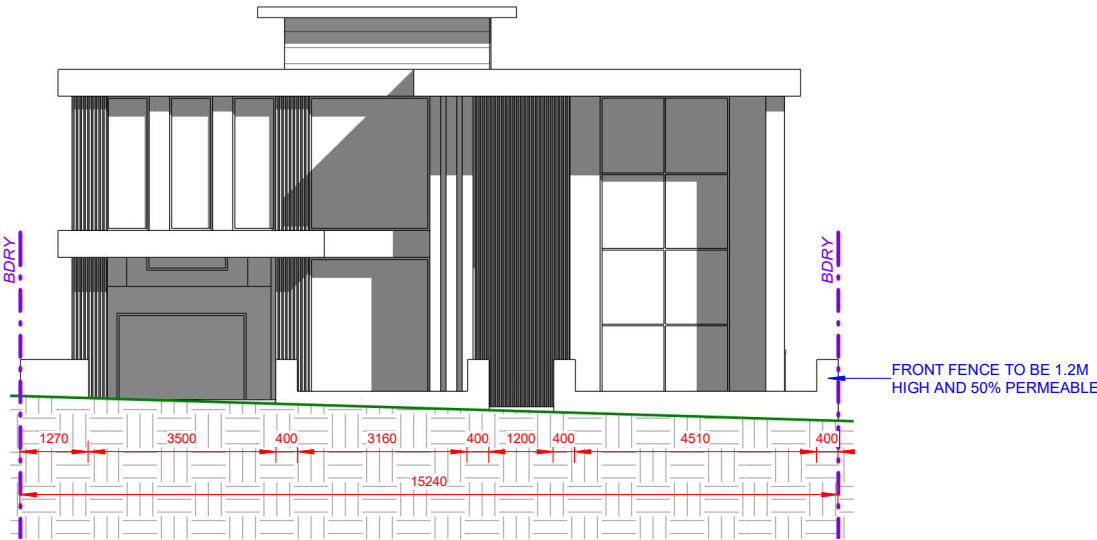 BDRY
BDRY
FRONT FENCE TO BE 1.2M
HIGH AND 50% PERMEABLE
1270 3500 400 3160 400 1200 400 4510 400
15240